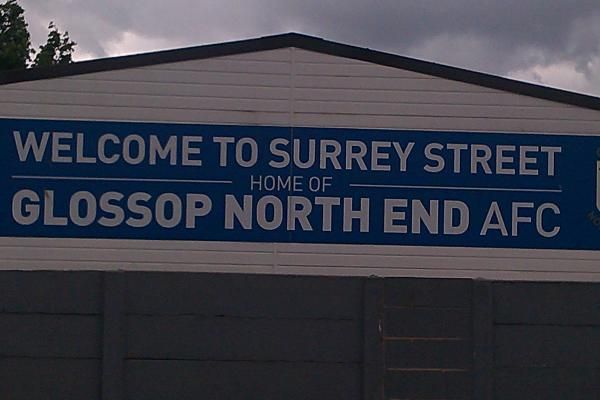 WELCOME TO SURREY STREET
HOME OF
GLOSSOP NORTH END AFC